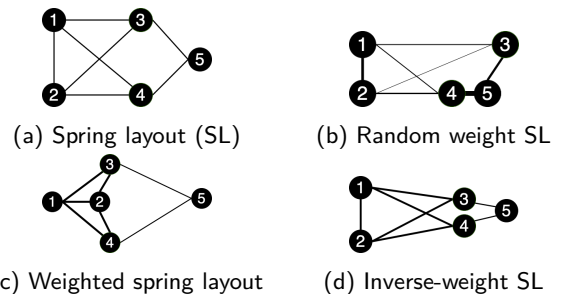 1 3
5
2 4
(a) Spring layout (SL)
1 3
2 4 5
(b) Random weight SL
3
1 2 5
4
c) Weighted spring layout
1
3
5
4
2
(d) Inverse-weight SL